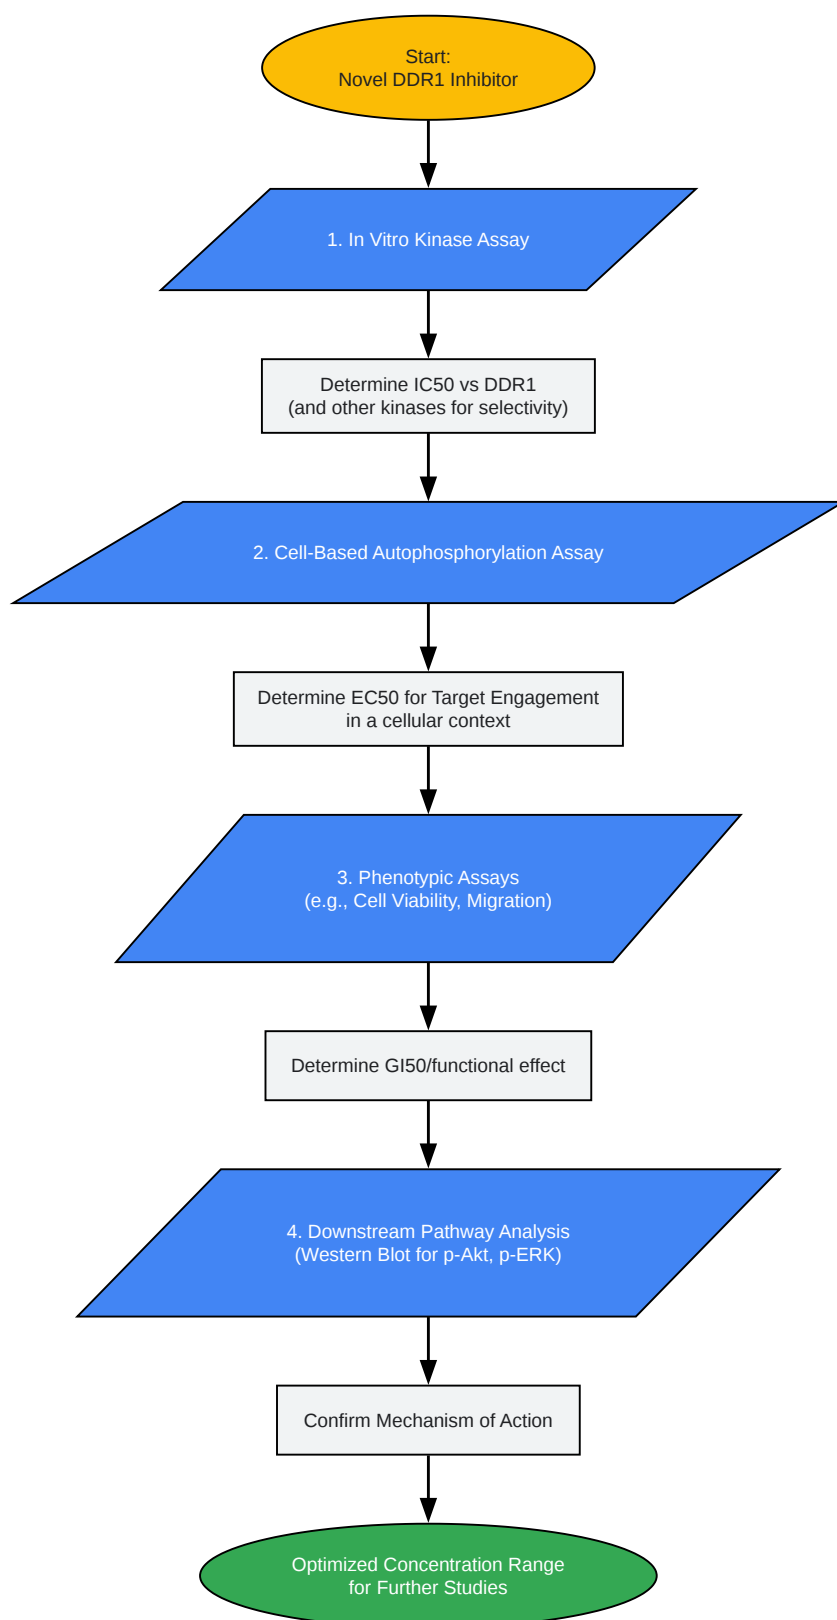 Start:
Novel DDR1 Inhibitor
1. In Vitro Kinase Assay
Determine IC50 vs DDR1
(and other kinases for selectivity)
2. Cell-Based Autophosphorylation Assay
Determine EC50 for Target Engagement
in a cellular context
3. Phenotypic Assays
(e.g., Cell Viability, Migration)
Determine GI50/functional effect
4. Downstream Pathway Analysis
(Western Blot for p-Akt, p-ERK)
Confirm Mechanism of Action
Optimized Concentration Range
for Further Studies